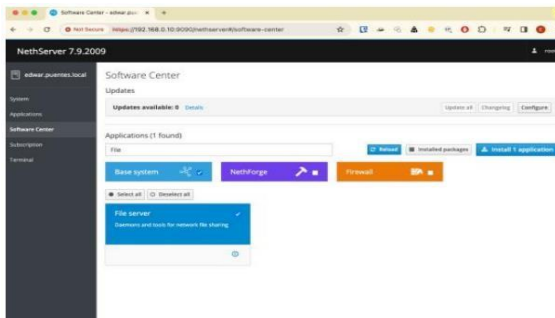 Software Center - edwar.puen
Not Secure https://192.168.0.10:9090/nethserver#/software-center
NethServer 7.9.2009
edwar.puentes.local
System
Applications
Software Center
Subscription
Terminal
Software Center
Updates
Updates available: 0 Details
Update all Changelog Configure
Applications (1 found)
File
Reload Installed packages Install 1 application
Base system NethForge Firewall
Select all Deselect all
File server
Daemons and tools for network file sharing